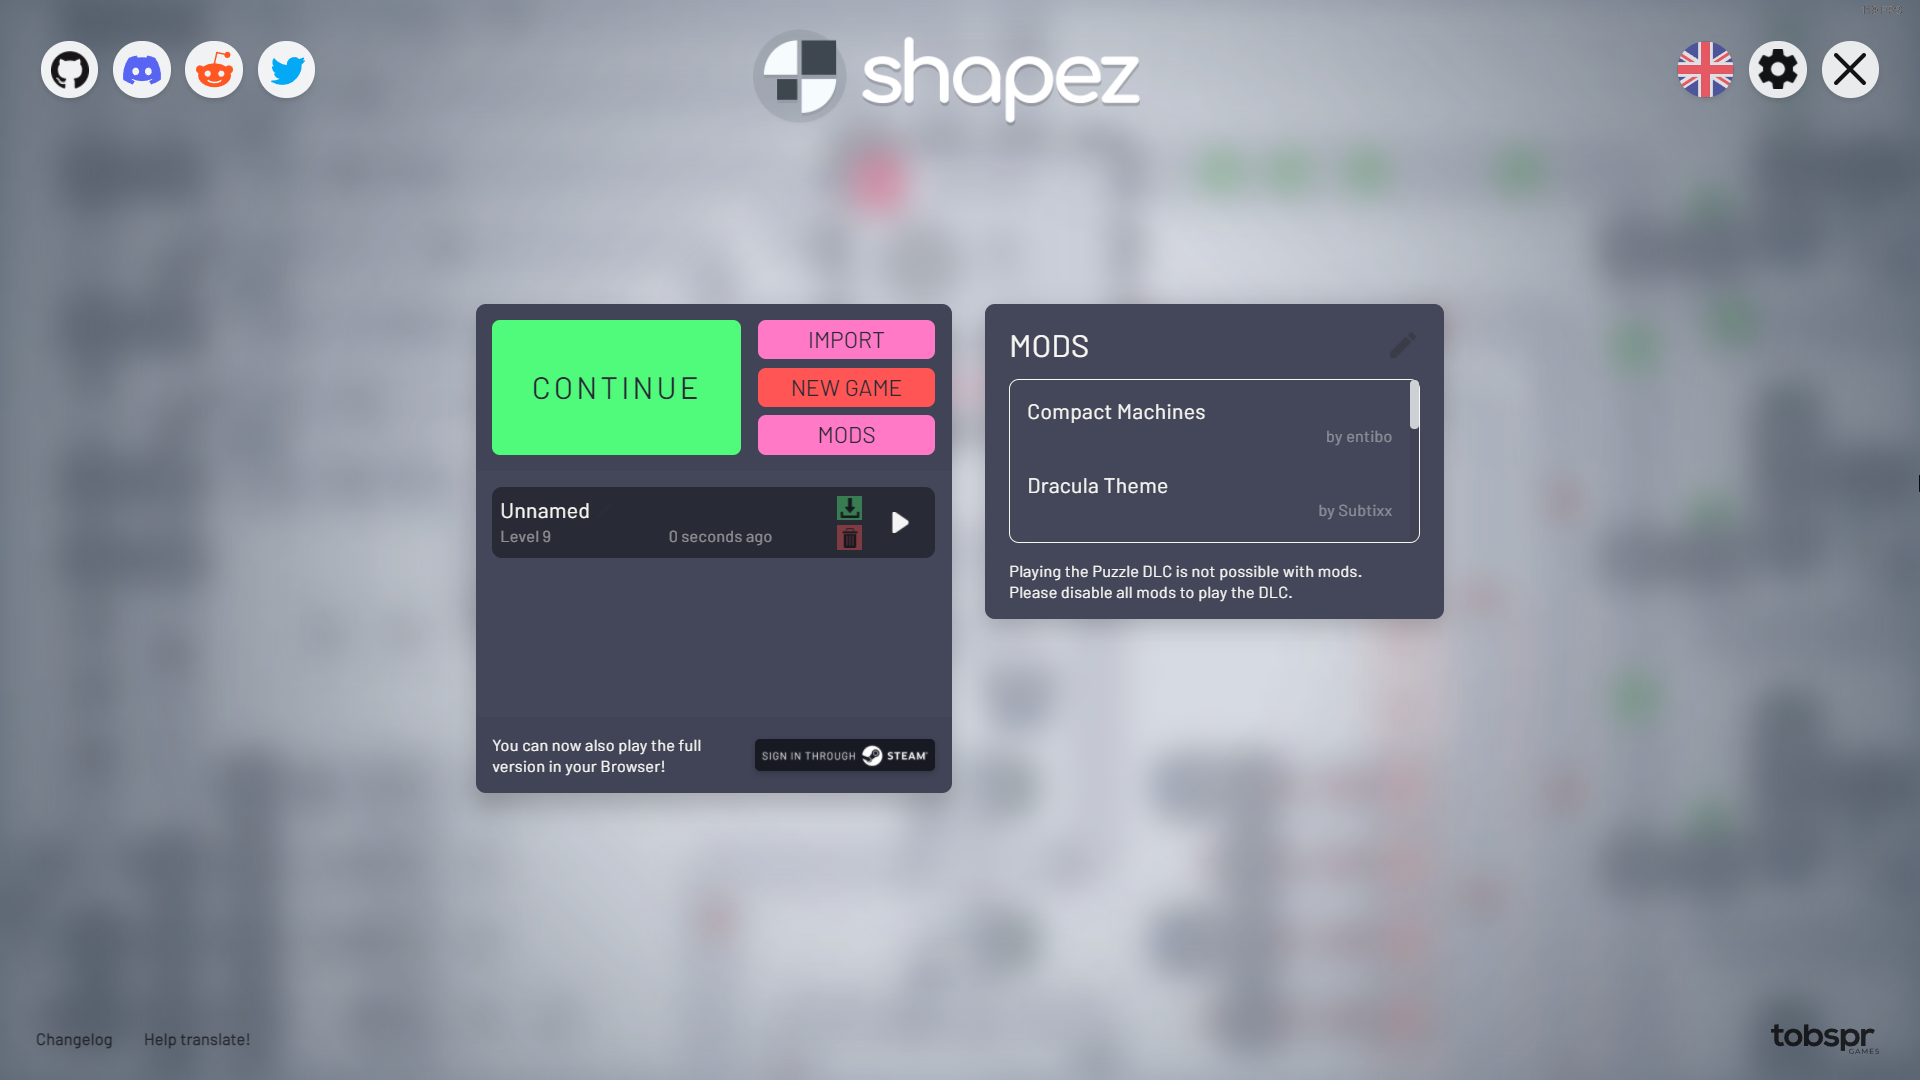 shapez
CONTINUE
IMPORT
NEW GAME
MODS
Unnamed
Level 9
0 seconds ago
You can now also play the full
version in your Browser!
SIGN IN THROUGH STEAM
MODS
Compact Machines
by entibo
Dracula Theme
by Subtixx
Playing the Puzzle DLC is not possible with mods.
Please disable all mods to play the DLC.
Changelog
Help translate!
tobspr
GAMES